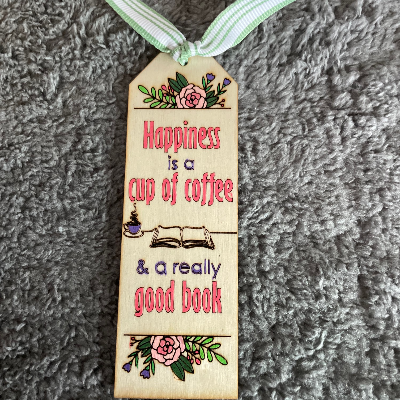 Happiness
is a
cup of coffee
& a really
good book